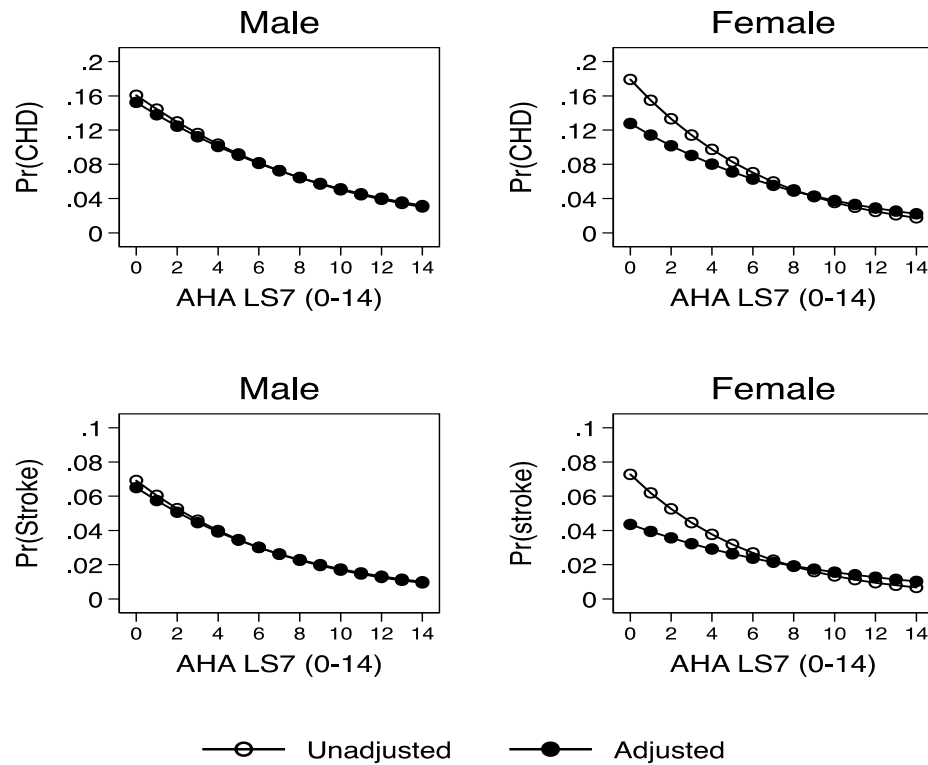 Male
Female
Pr(CHD)
.2
.16
.12
.08
.04
0
0 2 4 6 8 10 12 14
AHA LS7 (0-14)
Pr(CHD)
.2
.16
.12
.08
.04
0
0 2 4 6 8 10 12 14
AHA LS7 (0-14)
Male
Female
Pr(Stroke)
.1
.08
.06
.04
.02
0
0 2 4 6 8 10 12 14
AHA LS7 (0-14)
Pr(stroke)
.1
.08
.06
.04
.02
0
0 2 4 6 8 10 12 14
AHA LS7 (0-14)
Unadjusted
Adjusted